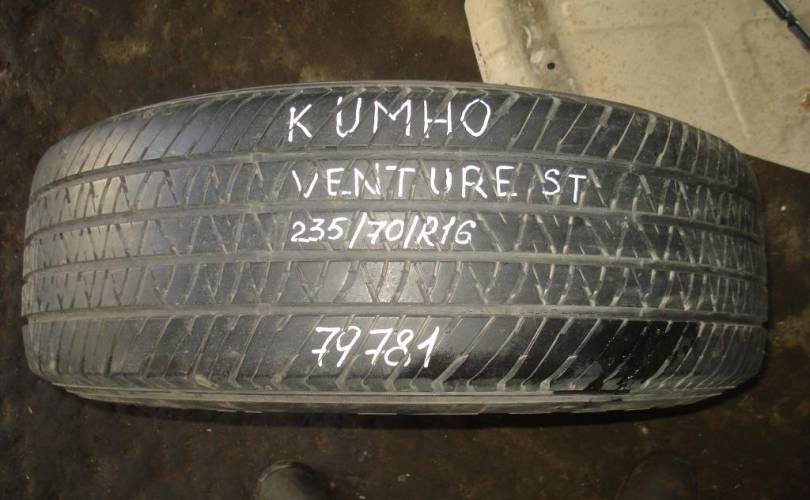 KUMHO
VENTURE ST
235/70/R16
79781